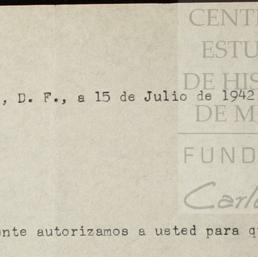 CENT
ESTU
, D. F., a 15 de Julio de 1942
DE HIS
DE M
FUND
Carl
nte autorizamos a usted para q